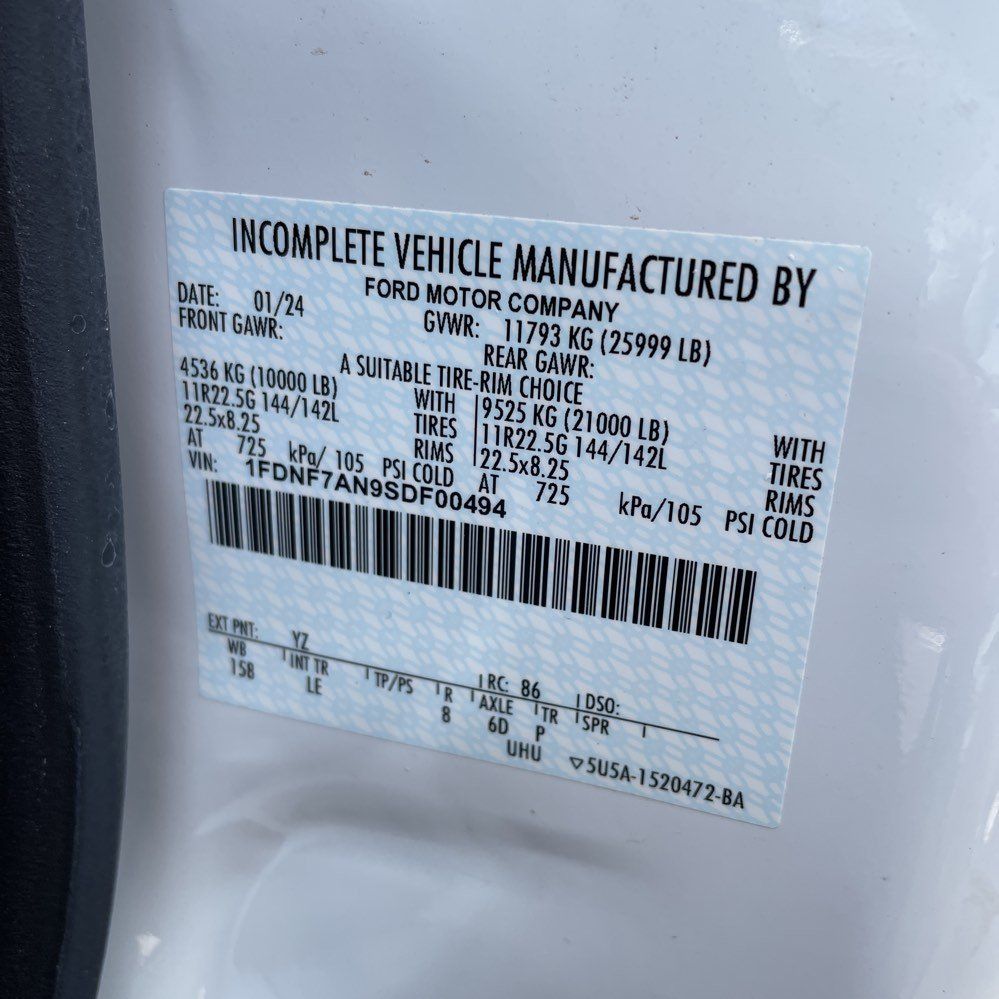 INCOMPLETE VEHICLE MANUFACTURED BY
FORD MOTOR COMPANY
DATE: 01/24 GVWR: 11793 KG (25999 LB)
FRONT GAWR: REAR GAWR:
A SUITABLE TIRE-RIM CHOICE
4536 KG (10000 LB) WITH 9525 KG (21000 LB) WITH
11R22.5G 144/142L TIRES 11R22.5G 144/142L TIRES
22.5x8.25 RIMS 22.5x8.25 RIMS
AT 725 kPa/ 105 PSI COLD AT 725 kPa/105 PSI COLD
VIN: 1FDNF7AN9SDF00494
EXT PNT: YZ RC: 86 DSO:
WB INT TR TP/PS R AXLE TR SPR
158 LE 8 6D P
UHU ▽5U5A-1520472-BA